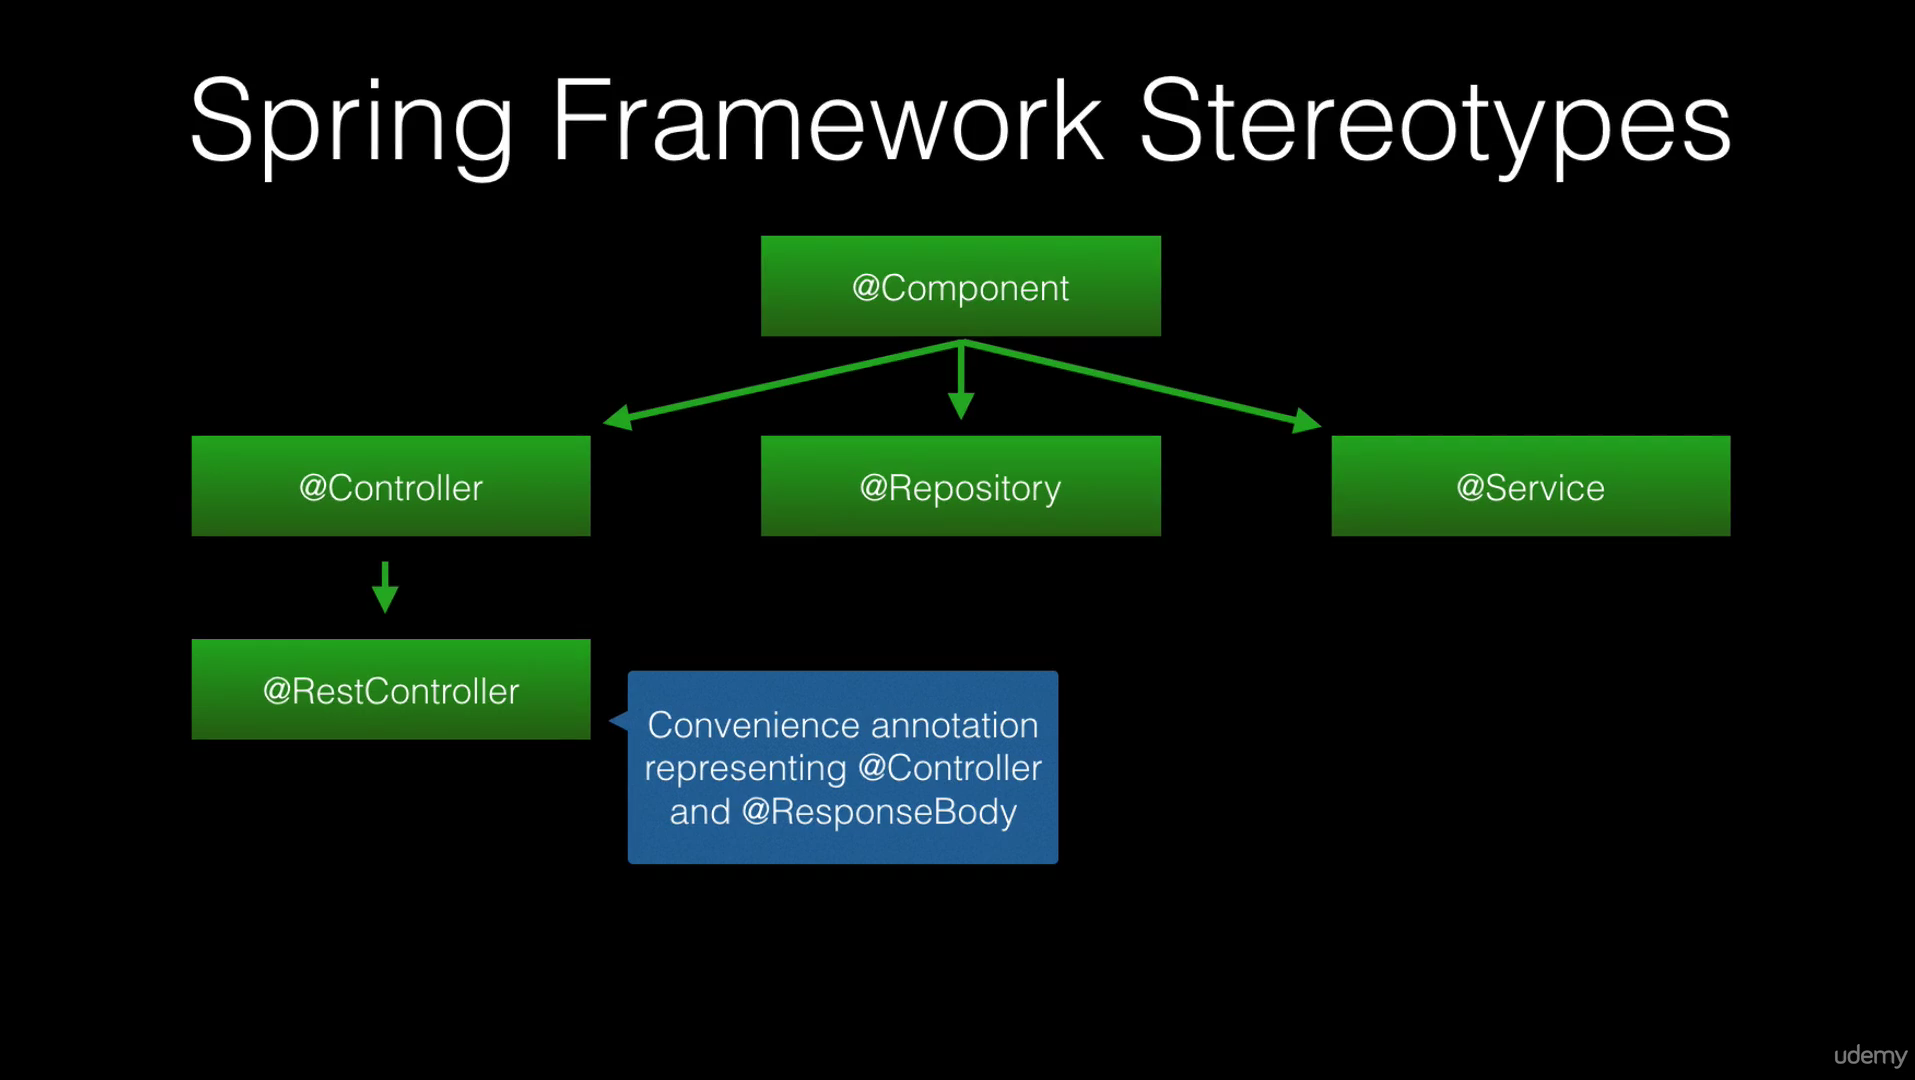 Spring Framework Stereotypes
@Component
@Controller
@Repository
@Service
@RestController
Convenience annotation
representing @Controller
and @ResponseBody
udemy